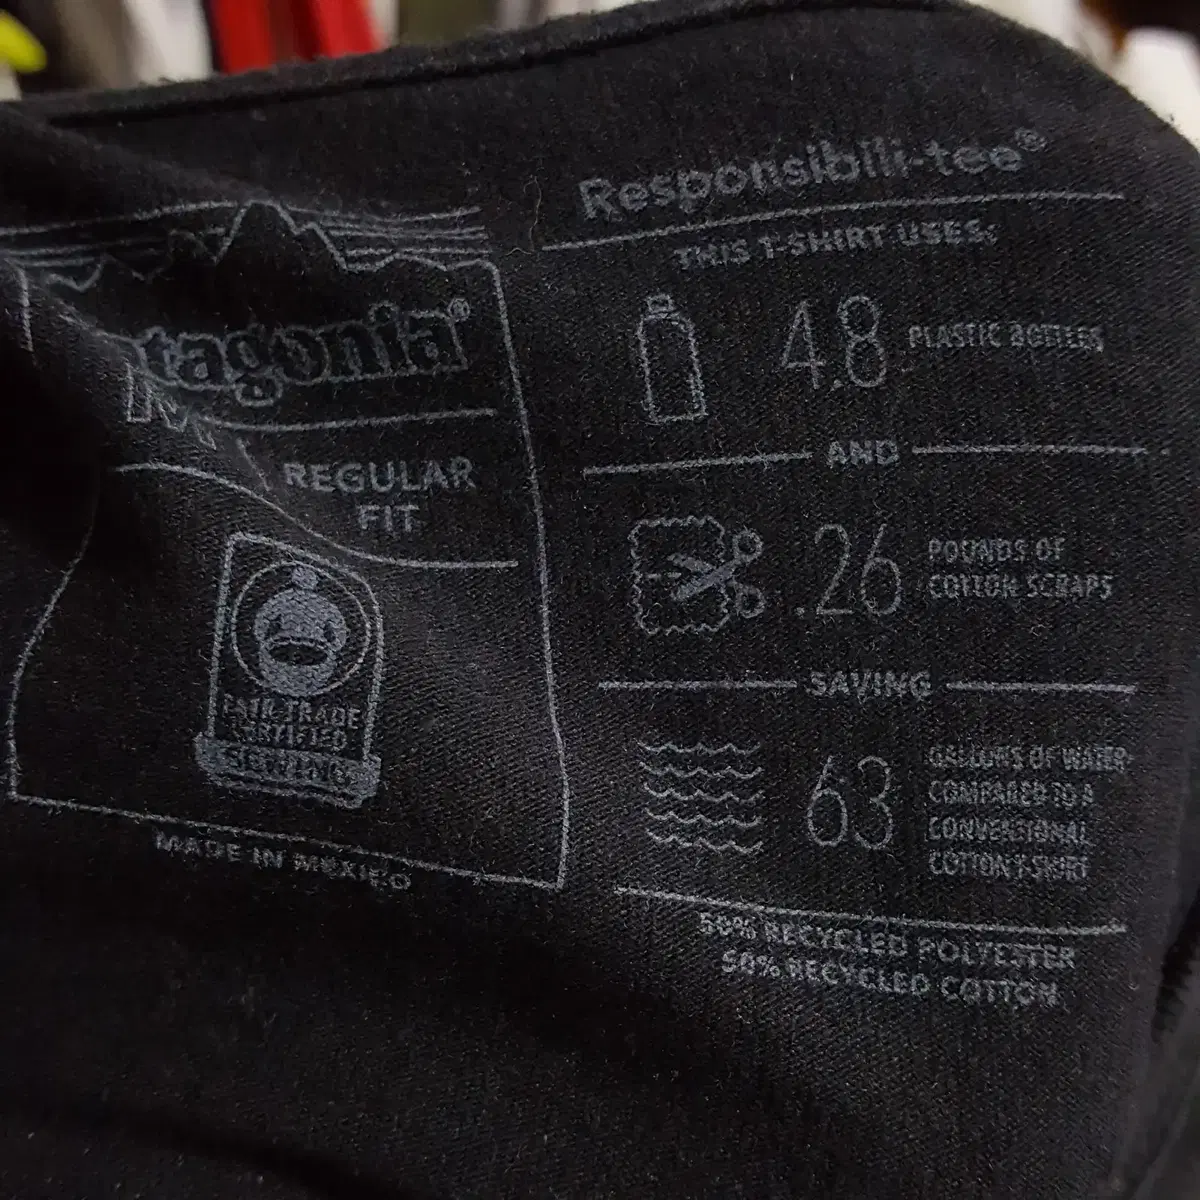 tagonia®
REGULAR
FIT
FAIR TRADE
CERTIFIED
SEWING
MADE IN MEXICO
Responsibili-tee®
THIS T-SHIRT USES:
4.8 PLASTIC BOTTLES
AND
.26 POUNDS OF
COTTON SCRAPS
SAVING
63 GALLONS OF WATER
COMPARED TO A
CONVENTIONAL
COTTON T-SHIRT
50% RECYCLED POLYESTER
50% RECYCLED COTTON